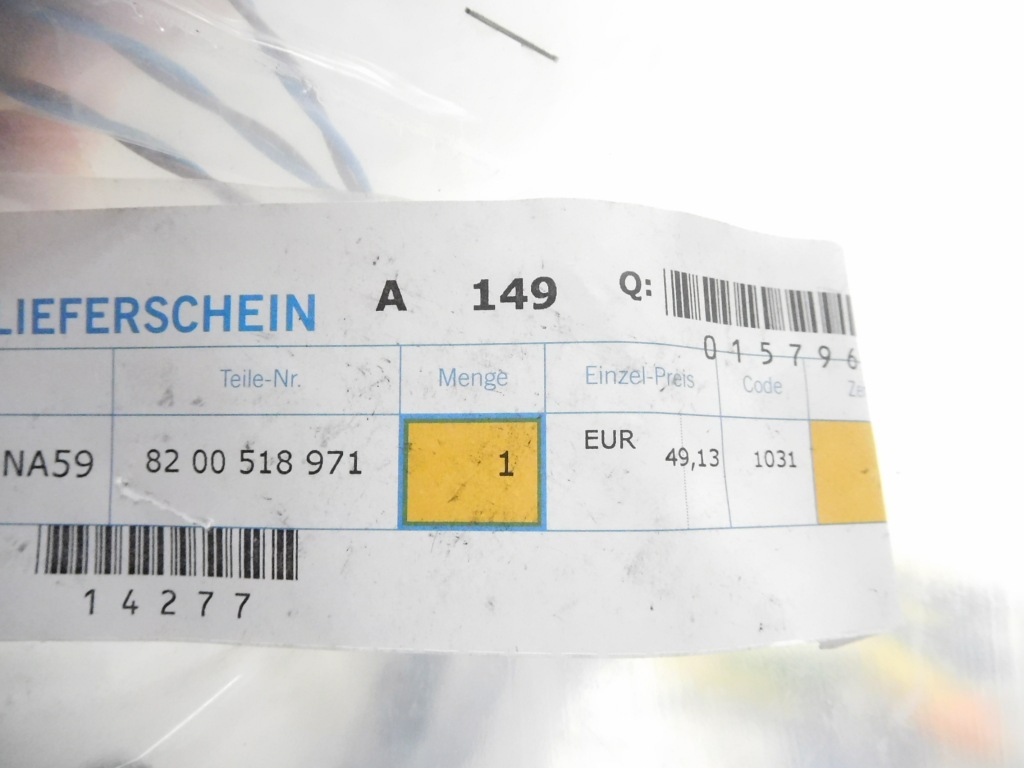 LIEFERSCHEIN A 149 Q:
015796
Teile-Nr. Menge Einzel-Preis Code
NA59 82 00 518 971 1 EUR 49,13 1031
14277